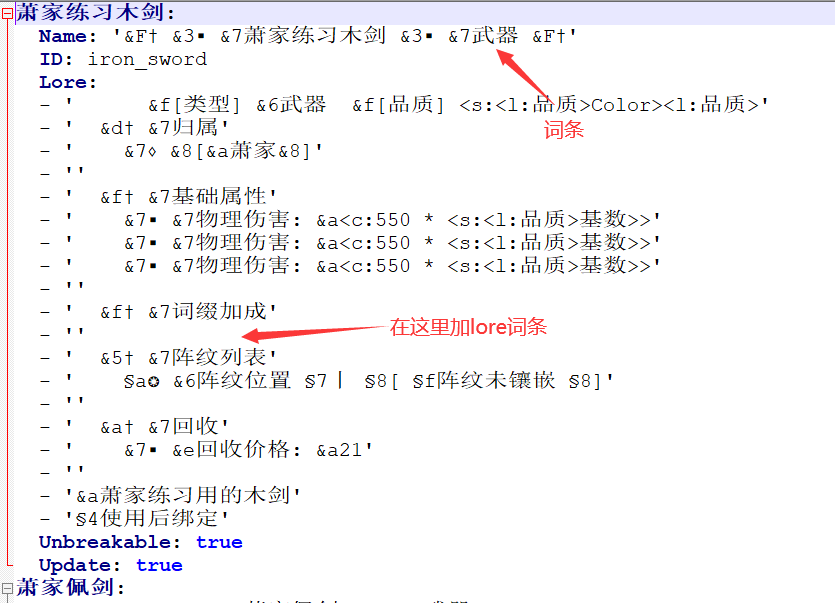 萧家练习木剑:
Name: '&F† &3▪ &7萧家练习木剑 &3▪ &7武器 &F†'
ID: iron_sword
Lore:
- '      &f[类型] &6武器  &f[品质] <s:<l:品质>Color><l:品质>'
词条
- '  &d† &7归属'
- '    &7◊ &8[&a萧家&8]'
- ''
- '  &f† &7基础属性'
- '    &7▪ &7物理伤害: &a<c:550 * <s:<l:品质>基数>>'
- '    &7▪ &7物理伤害: &a<c:550 * <s:<l:品质>基数>>'
- '    &7▪ &7物理伤害: &a<c:550 * <s:<l:品质>基数>>'
- ''
- '  &f† &7词缀加成'
- ''
在这里加lore词条
- '  &5† &7阵纹列表'
- '    §a✪ &6阵纹位置 §7丨 §8[ §f阵纹未镶嵌 §8]'
- ''
- '  &a† &7回收'
- '    &7▪ &e回收价格: &a21'
- ''
- '&a萧家练习用的木剑'
- '§4使用后绑定'
Unbreakable: true
Update: true
萧家佩剑: